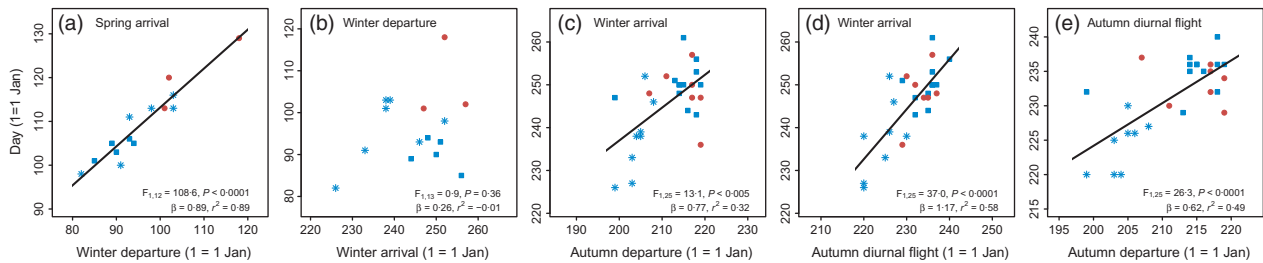 (a) Spring arrival
Day (1=1 Jan)
90 100 110 120 130
F1,12 = 108·6, P < 0·0001
β = 0·89, r² = 0·89
80 90 100 110 120
Winter departure (1 = 1 Jan)
(b) Winter departure
80 90 100 110 120 130
F1,13 = 0·9, P = 0·36
β = 0·26, r² = −0·01
220 230 240 250 260
Winter arrival (1 = 1 Jan)
(c) Winter arrival
220 230 240 250 260
F1,25 = 13·1, P < 0·005
β = 0·77, r² = 0·32
200 210 220 230
Autumn departure (1 = 1 Jan)
(d) Winter arrival
220 230 240 250 260
F1,25 = 37·0, P < 0·0001
β = 1·17, r² = 0·58
210 220 230 240 250
Autumn diurnal flight (1 = 1 Jan)
(e) Autumn diurnal flight
215 220 225 230 235 240
F1,25 = 26·3, P < 0·0001
β = 0·62, r² = 0·49
195 200 205 210 215 220
Autumn departure (1 = 1 Jan)